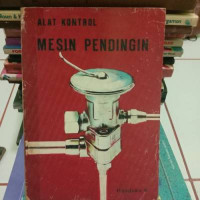 ALAT KONTROL
MESIN PENDINGIN